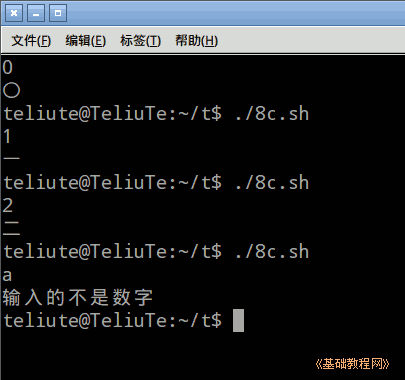 文件(F) 编辑(E) 标签(T) 帮助(H)
0
〇
teliute@TeliuTe:~/t$ ./8c.sh
1
一
teliute@TeliuTe:~/t$ ./8c.sh
2
二
teliute@TeliuTe:~/t$ ./8c.sh
a
输入的不是数字
teliute@TeliuTe:~/t$
《基础教程网》